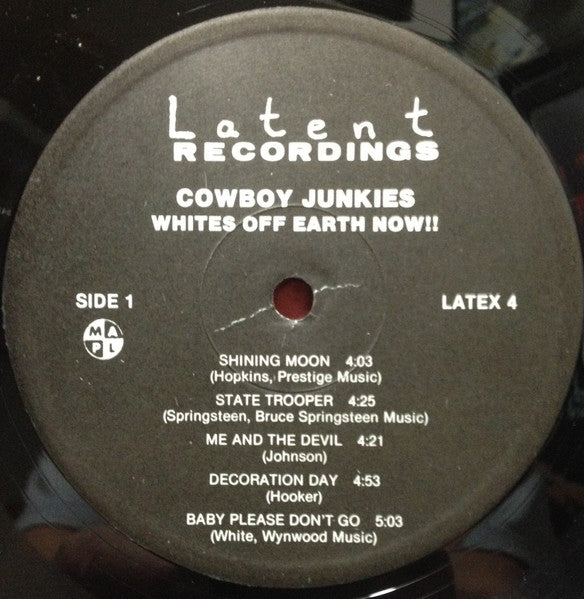 Latent
RECORDINGS
COWBOY JUNKIES
WHITES OFF EARTH NOW!!
SIDE 1
LATEX 4
M A
P L
SHINING MOON 4:03
(Hopkins, Prestige Music)
STATE TROOPER 4:25
(Springsteen, Bruce Springsteen Music)
ME AND THE DEVIL 4:21
(Johnson)
DECORATION DAY 4:53
(Hooker)
BABY PLEASE DON'T GO 5:03
(White, Wynwood Music)